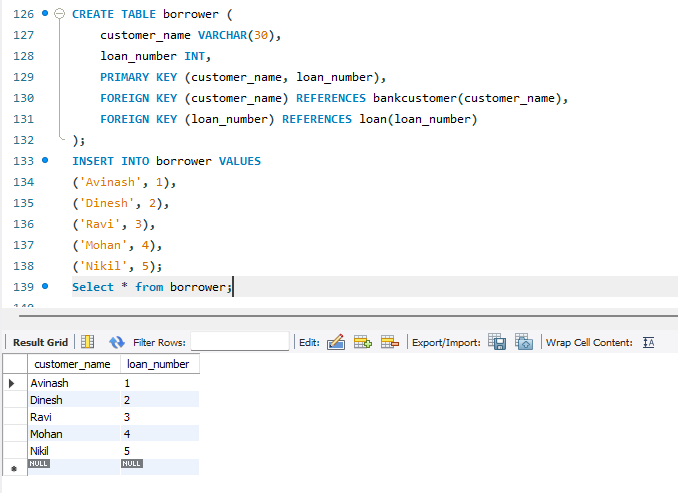 126 CREATE TABLE borrower (
127 customer_name VARCHAR(30),
128 loan_number INT,
129 PRIMARY KEY (customer_name, loan_number),
130 FOREIGN KEY (customer_name) REFERENCES bankcustomer(customer_name),
131 FOREIGN KEY (loan_number) REFERENCES loan(loan_number)
132 );
133 INSERT INTO borrower VALUES
134 ('Avinash', 1),
135 ('Dinesh', 2),
136 ('Ravi', 3),
137 ('Mohan', 4),
138 ('Nikil', 5);
139 Select * from borrower;
Result Grid Filter Rows: Edit: Export/Import: Wrap Cell Content: IA
customer_name loan_number
Avinash 1
Dinesh 2
Ravi 3
Mohan 4
Nikil 5
NULL NULL